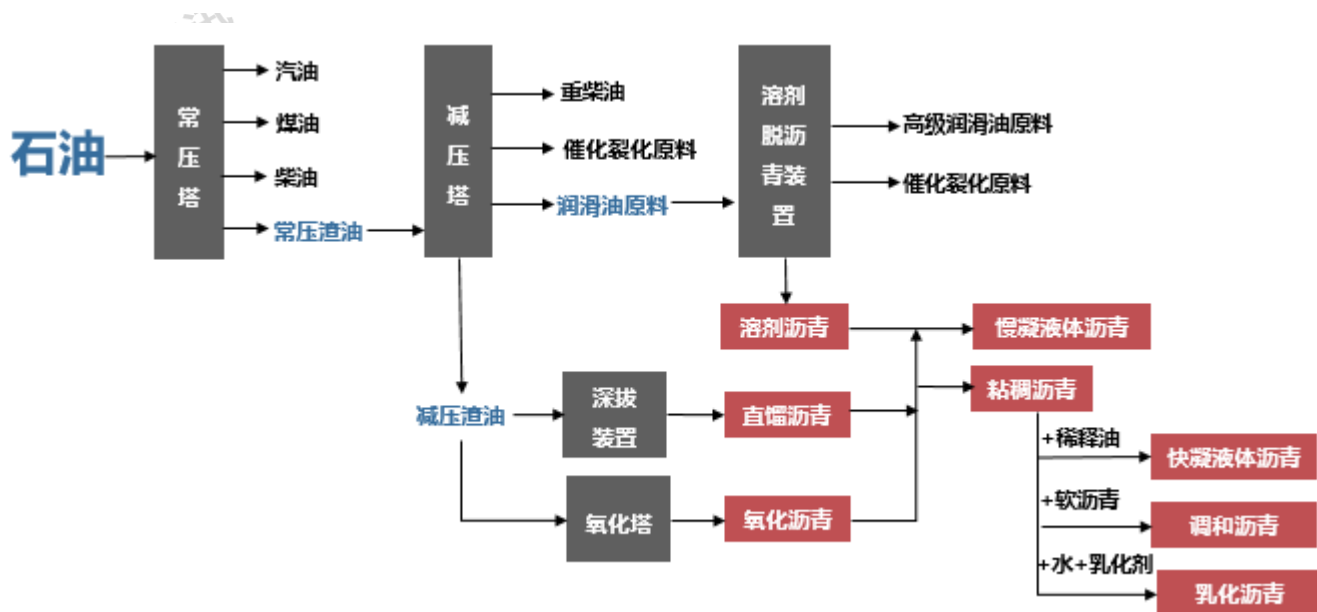 石油
常
压
塔
汽油
煤油
柴油
常压渣油
减
压
塔
重柴油
催化裂化原料
润滑油原料
溶剂
脱沥
青装
置
高级润滑油原料
催化裂化原料
溶剂沥青
慢凝液体沥青
减压渣油
深拔
装置
直馏沥青
粘稠沥青
氧化塔
氧化沥青
+稀释油
快凝液体沥青
+软沥青
调和沥青
+水+乳化剂
乳化沥青